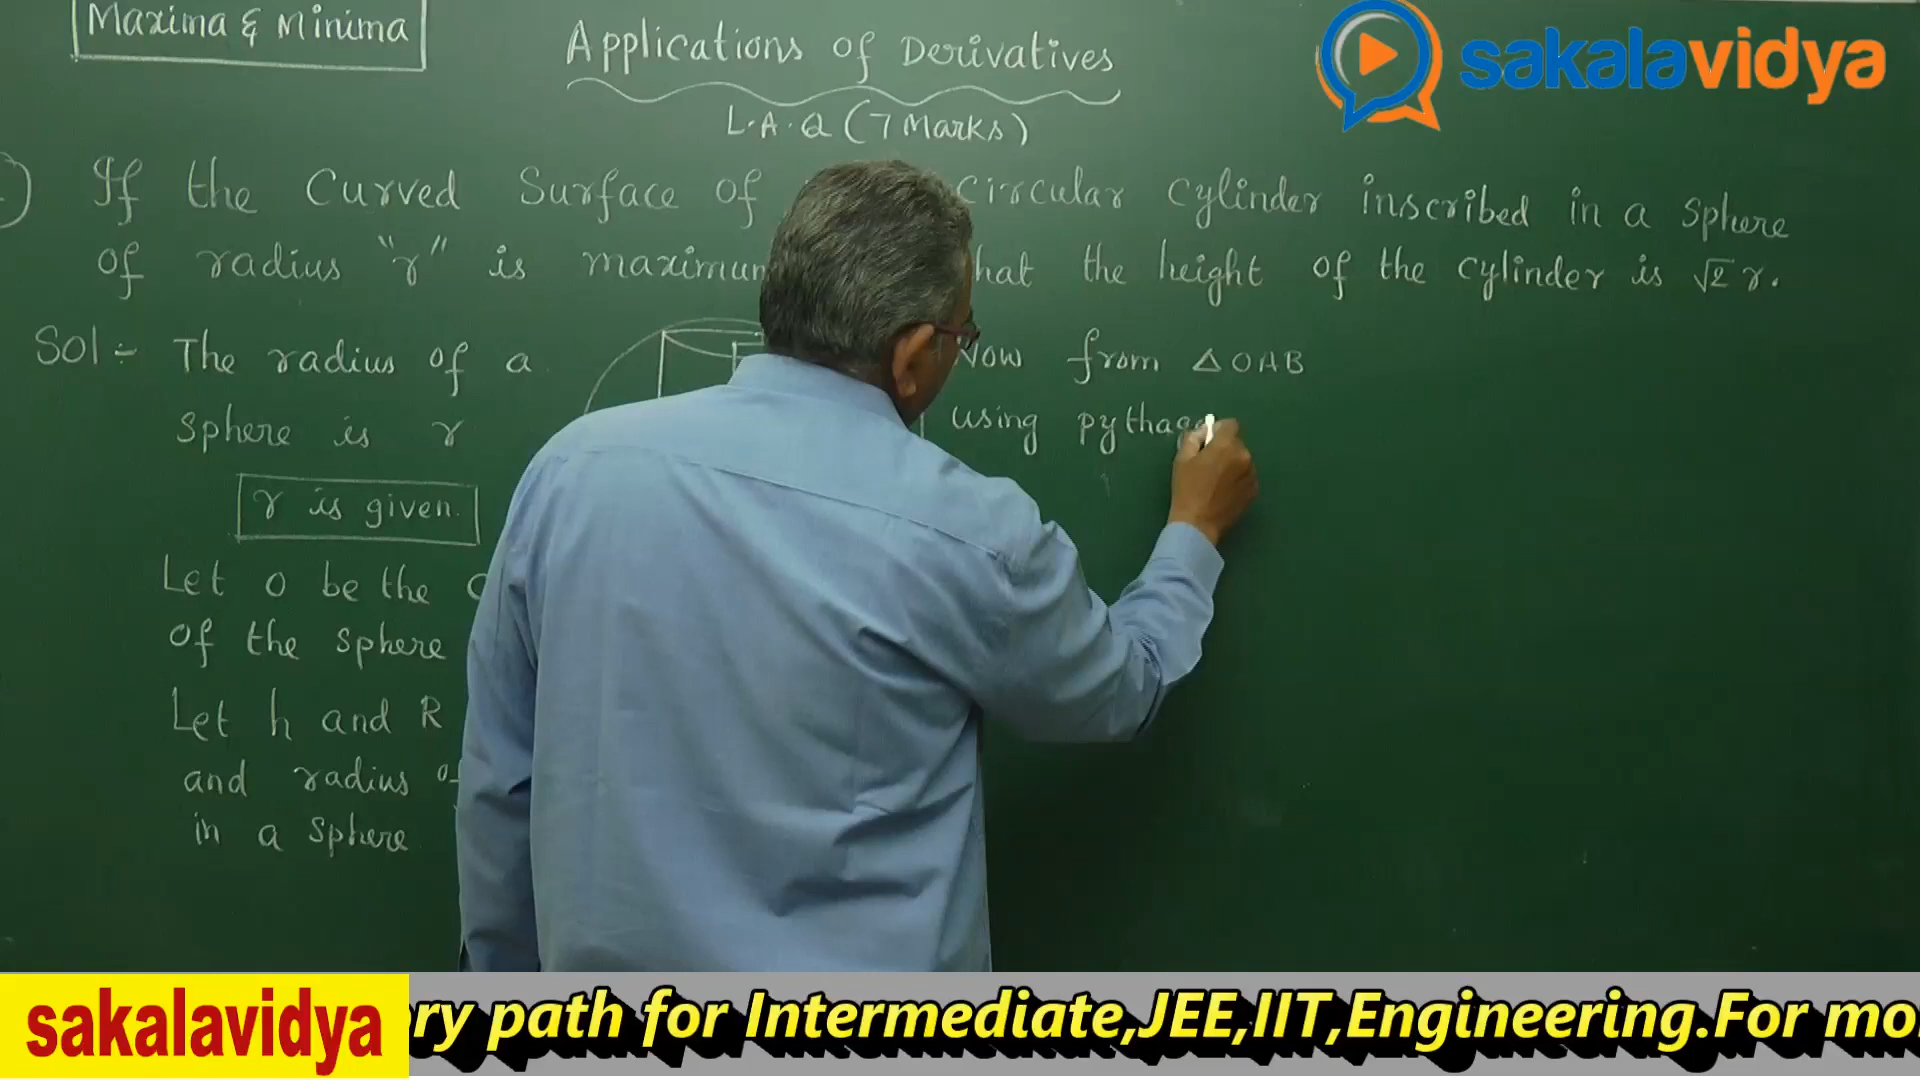 Maxima & Minima
Applications of Derivatives
L.A.Q (7 Marks)
sakalavidya
If the Curved Surface of Circular Cylinder inscribed in a Sphere
of radius "r" is maximum that the height of the cylinder is √2 r.
Sol:- The radius of a
Sphere is r
r is given.
Let O be the
of the sphere
Let h and R
and radius of
in a sphere
Now from △OAB
using pythag
sakalavidya
ry path for Intermediate,JEE,IIT,Engineering.For mo